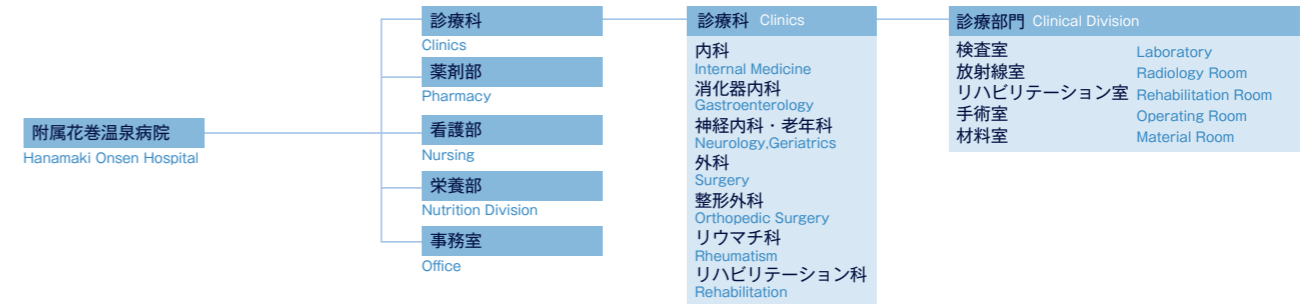 附属花巻温泉病院
Hanamaki Onsen Hospital
診療科
Clinics
薬剤部
Pharmacy
看護部
Nursing
栄養部
Nutrition Division
事務室
Office
診療科 Clinics
内科
Internal Medicine
消化器内科
Gastroenterology
神経内科・老年科
Neurology,Geriatrics
外科
Surgery
整形外科
Orthopedic Surgery
リウマチ科
Rheumatism
リハビリテーション科
Rehabilitation
診療部門 Clinical Division
検査室 Laboratory
放射線室 Radiology Room
リハビリテーション室 Rehabilitation Room
手術室 Operating Room
材料室 Material Room